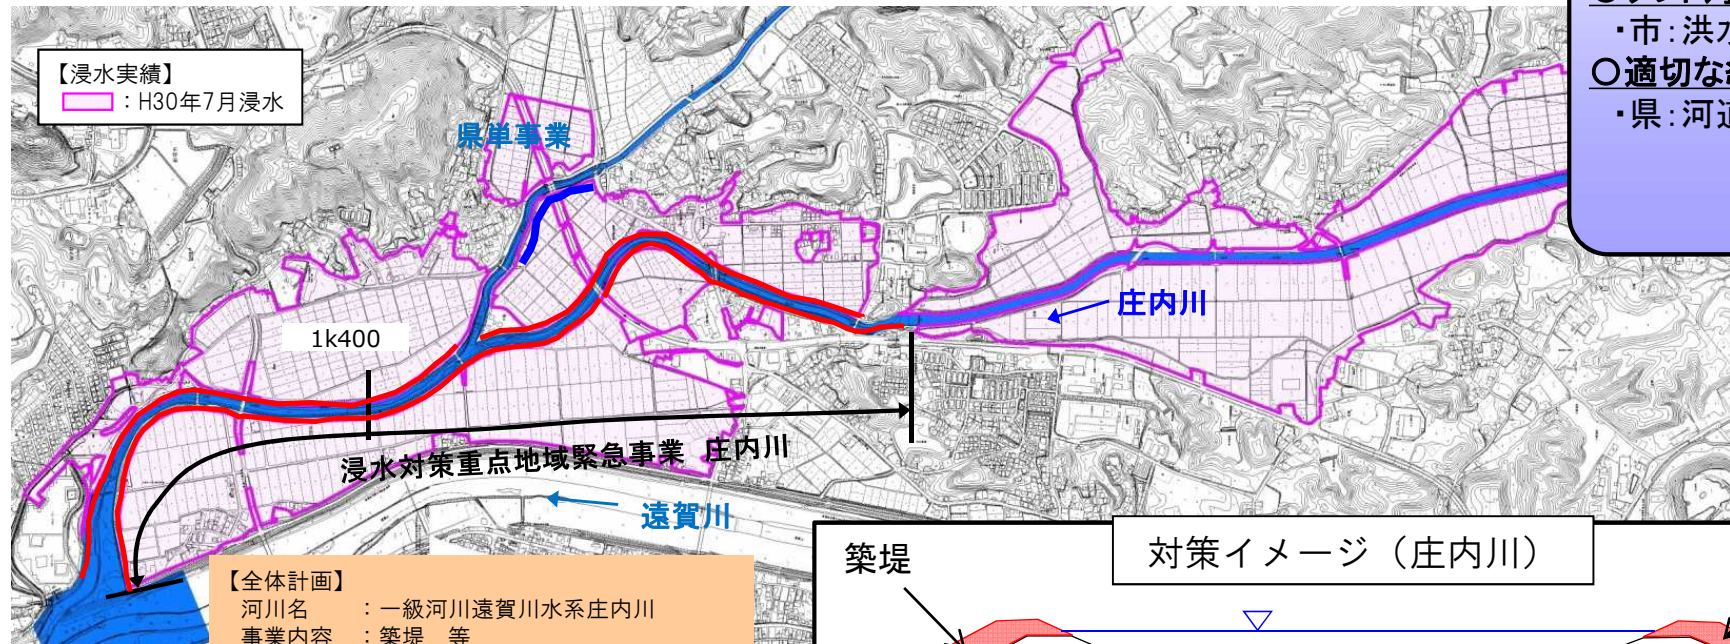 【浸水実績】
：H30年7月浸水
・市：洪水
〇適切な
・県：河道
県単事業
庄内川
1k400
浸水対策重点地域緊急事業　庄内川
遠賀川
【全体計画】
河川名　：一級河川遠賀川水系庄内川
事業内容　：築堤　等
対策イメージ（庄内川）
築堤